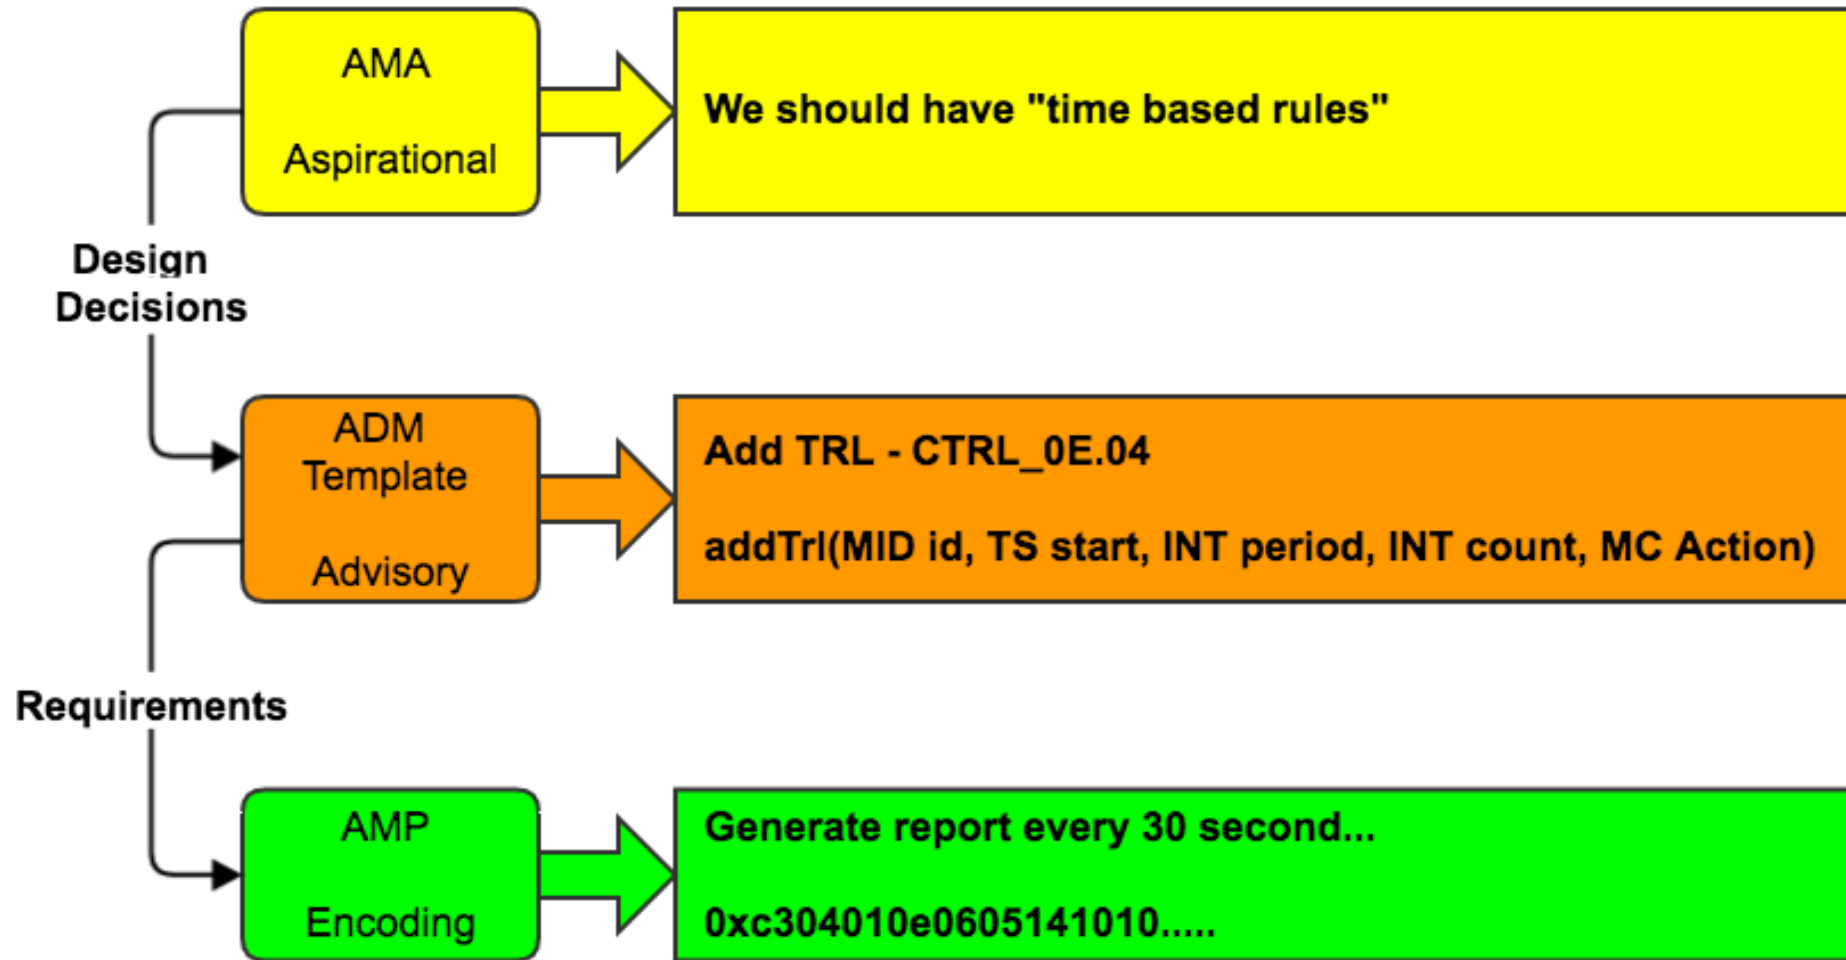 AMA
Aspirational
We should have "time based rules"
Design
Decisions
ADM
Template
Advisory
Add TRL - CTRL_0E.04
addTrl(MID id, TS start, INT period, INT count, MC Action)
Requirements
AMP
Encoding
Generate report every 30 second...
0xc304010e0605141010.....